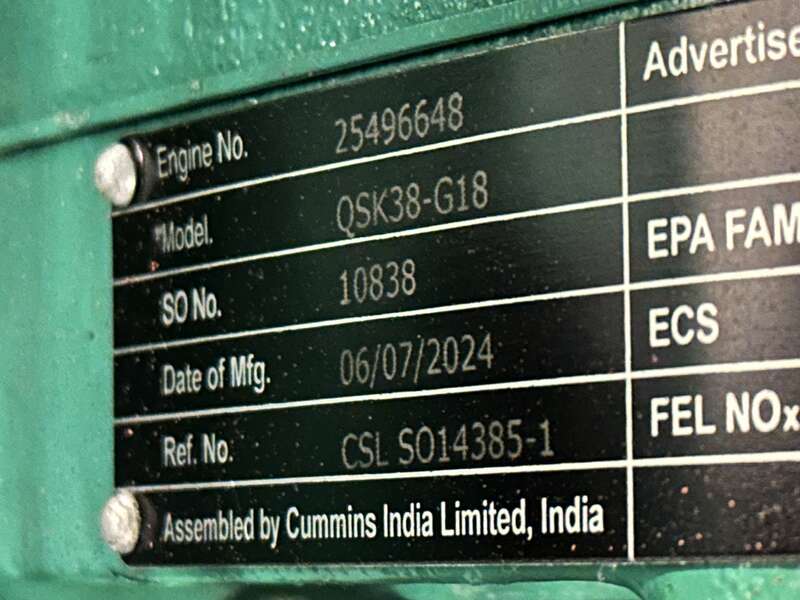 Engine No. 25496648
*Model. QSK38-G18
SO No. 10838
Date of Mfg. 06/07/2024
Ref. No. CSL SO14385-1
Assembled by Cummins India Limited, India
Advertise
EPA FAM
ECS
FEL NOx